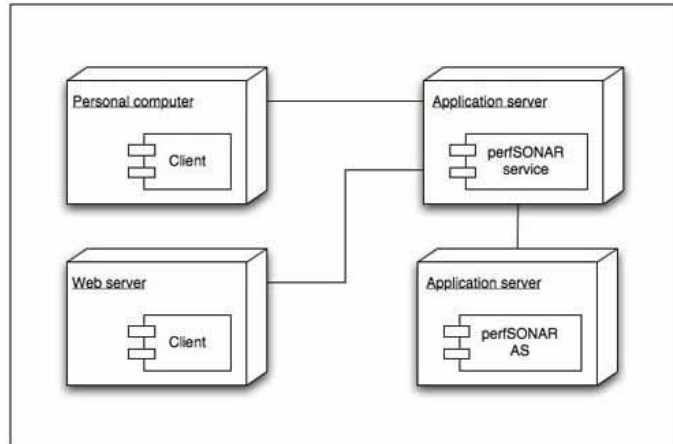 Personal computer
Client
Application server
perfSONAR
service
Web server
Client
Application server
perfSONAR
AS